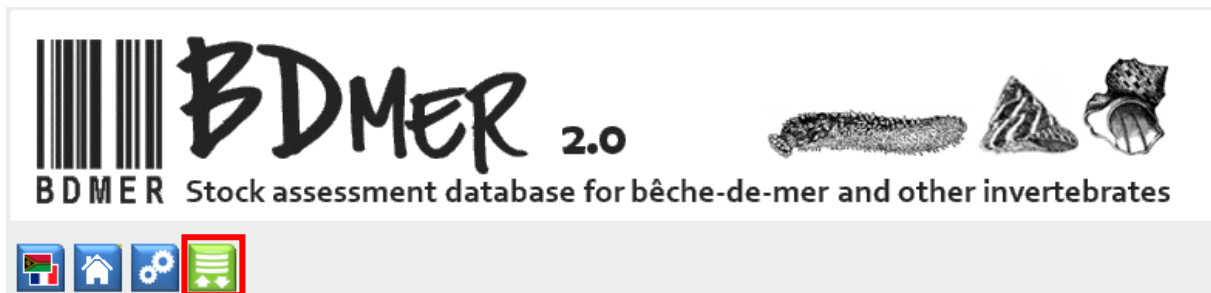 BDMER 2.0
BDMER Stock assessment database for bêche-de-mer and other invertebrates